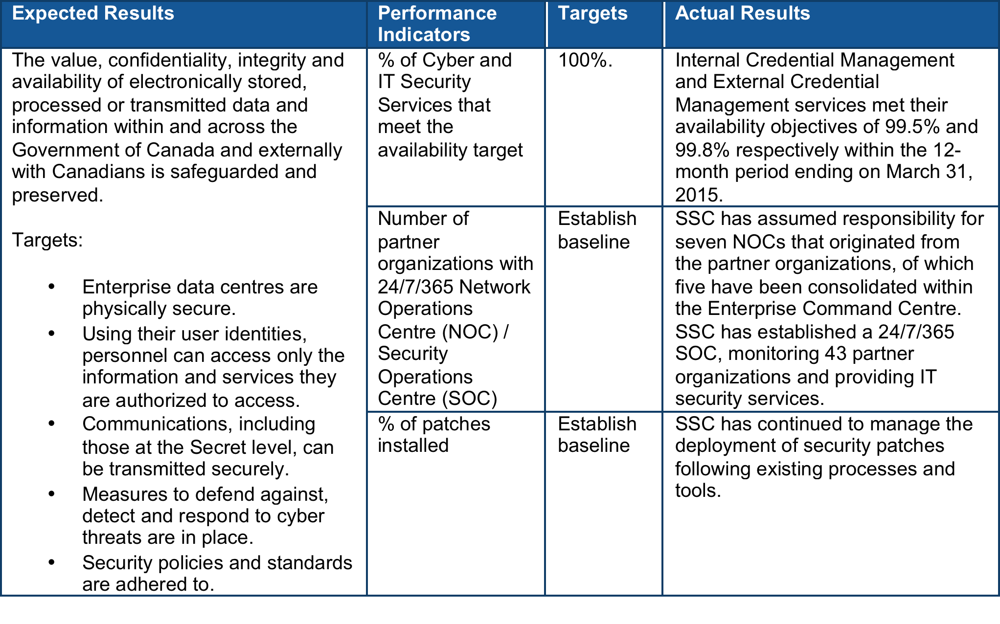 Expected Results
Performance
Indicators
Targets
Actual Results
The value, confidentiality, integrity and
availability of electronically stored,
processed or transmitted data and
information within and across the
Government of Canada and externally
with Canadians is safeguarded and
preserved.
Targets:
• Enterprise data centres are
physically secure.
• Using their user identities,
personnel can access only the
information and services they
are authorized to access.
• Communications, including
those at the Secret level, can
be transmitted securely.
• Measures to defend against,
detect and respond to cyber
threats are in place.
• Security policies and standards
are adhered to.
% of Cyber and
IT Security
Services that
meet the
availability target
100%.
Internal Credential Management
and External Credential
Management services met their
availability objectives of 99.5% and
99.8% respectively within the 12-
month period ending on March 31,
2015.
Number of
partner
organizations with
24/7/365 Network
Operations
Centre (NOC) /
Security
Operations
Centre (SOC)
Establish
baseline
SSC has assumed responsibility for
seven NOCs that originated from
the partner organizations, of which
five have been consolidated within
the Enterprise Command Centre.
SSC has established a 24/7/365
SOC, monitoring 43 partner
organizations and providing IT
security services.
% of patches
installed
Establish
baseline
SSC has continued to manage the
deployment of security patches
following existing processes and
tools.